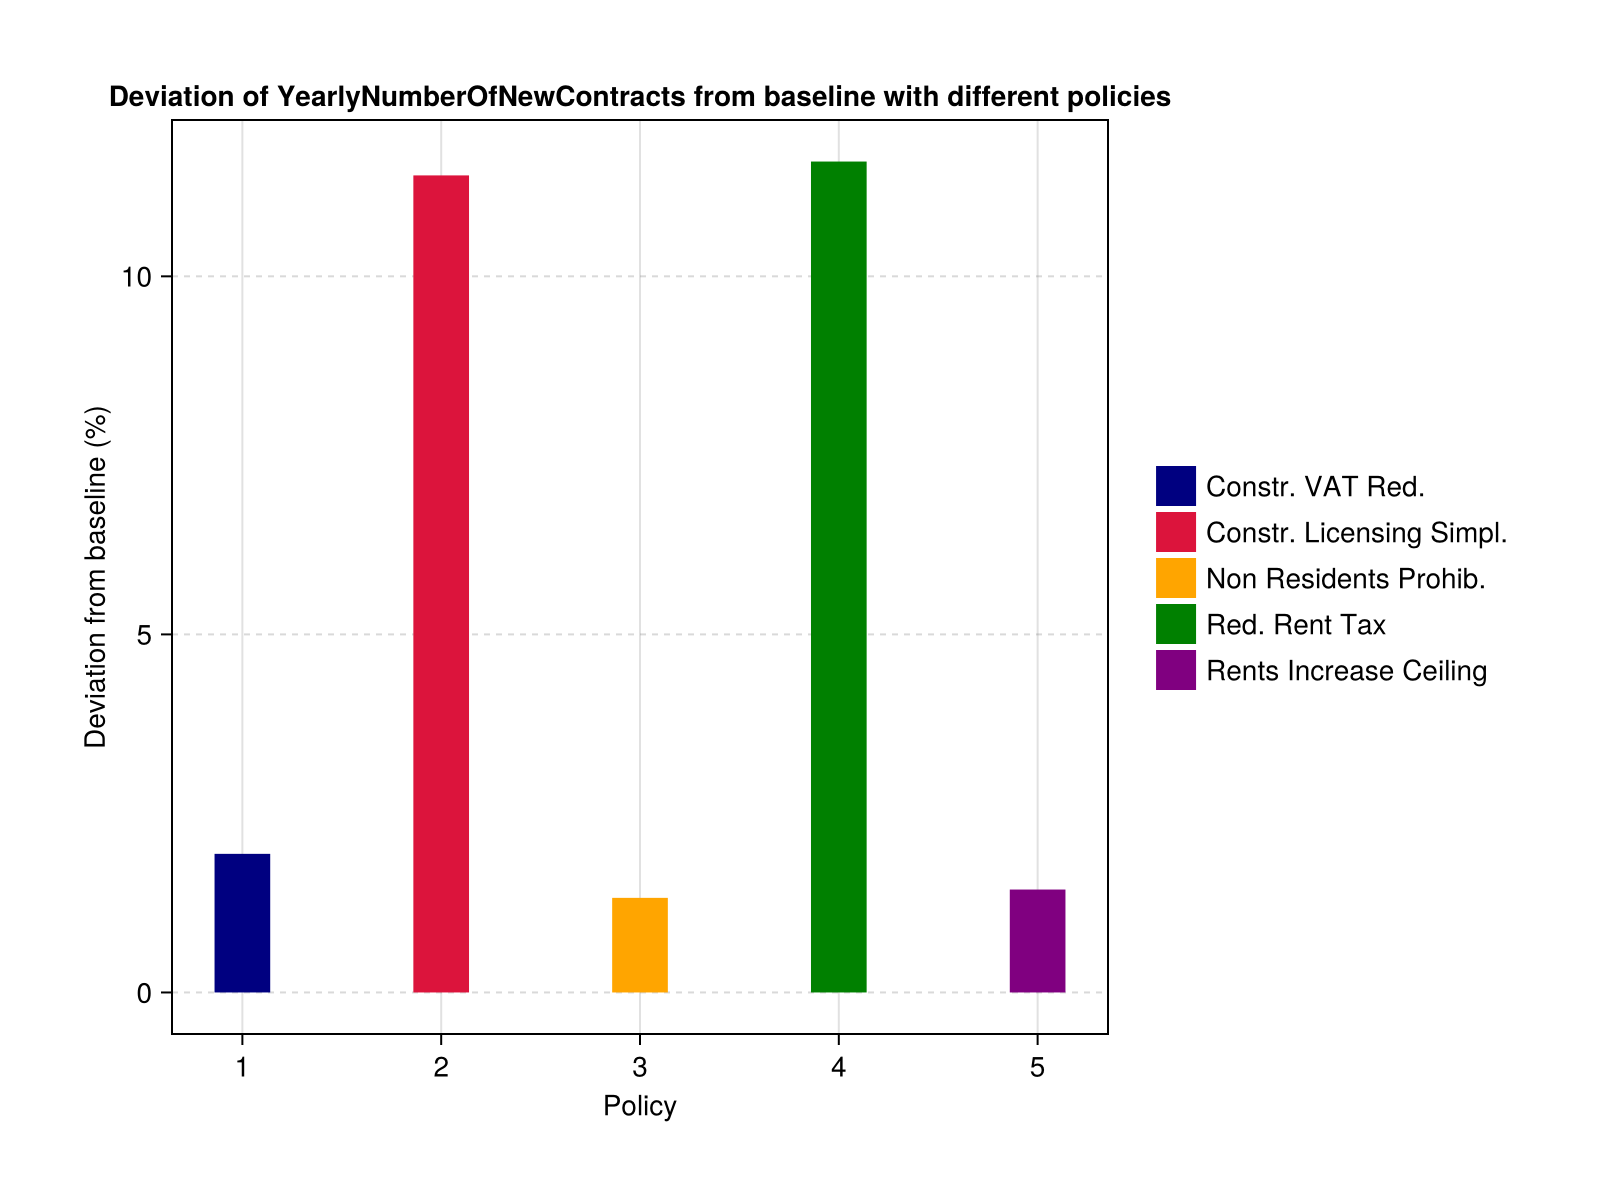 Deviation of YearlyNumberOfNewContracts from baseline with different policies
Deviation from baseline (%)
10
5
0
1 2 3 4 5
Policy
Constr. VAT Red.
Constr. Licensing Simpl.
Non Residents Prohib.
Red. Rent Tax
Rents Increase Ceiling